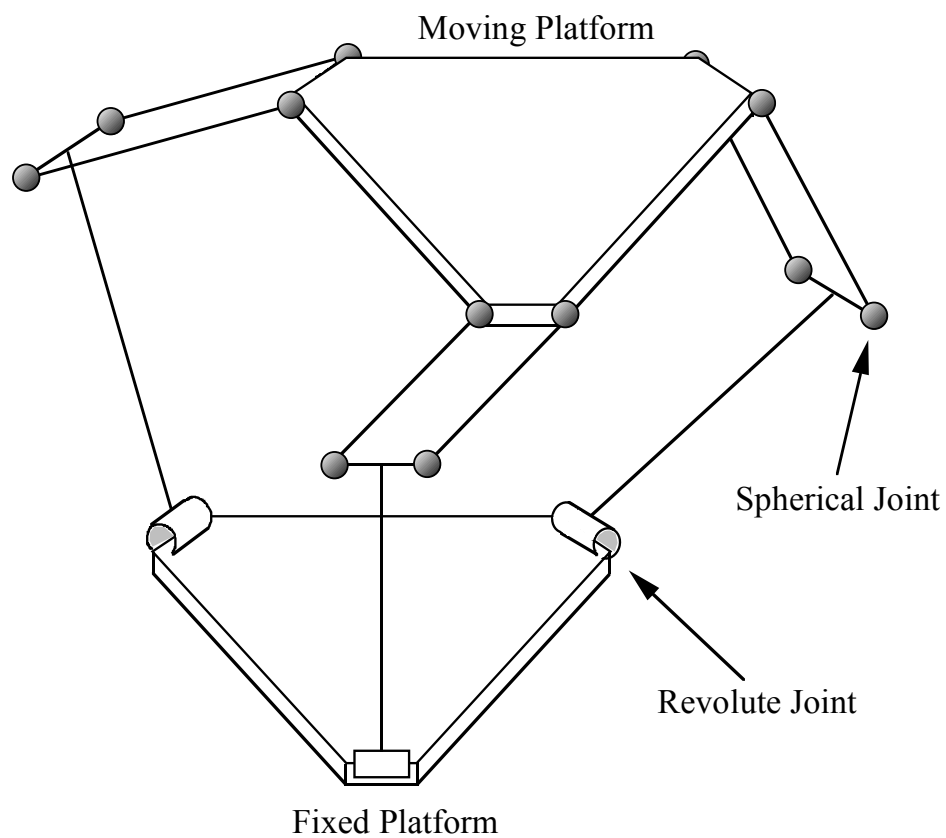 Moving Platform
Spherical Joint
Revolute Joint
Fixed Platform